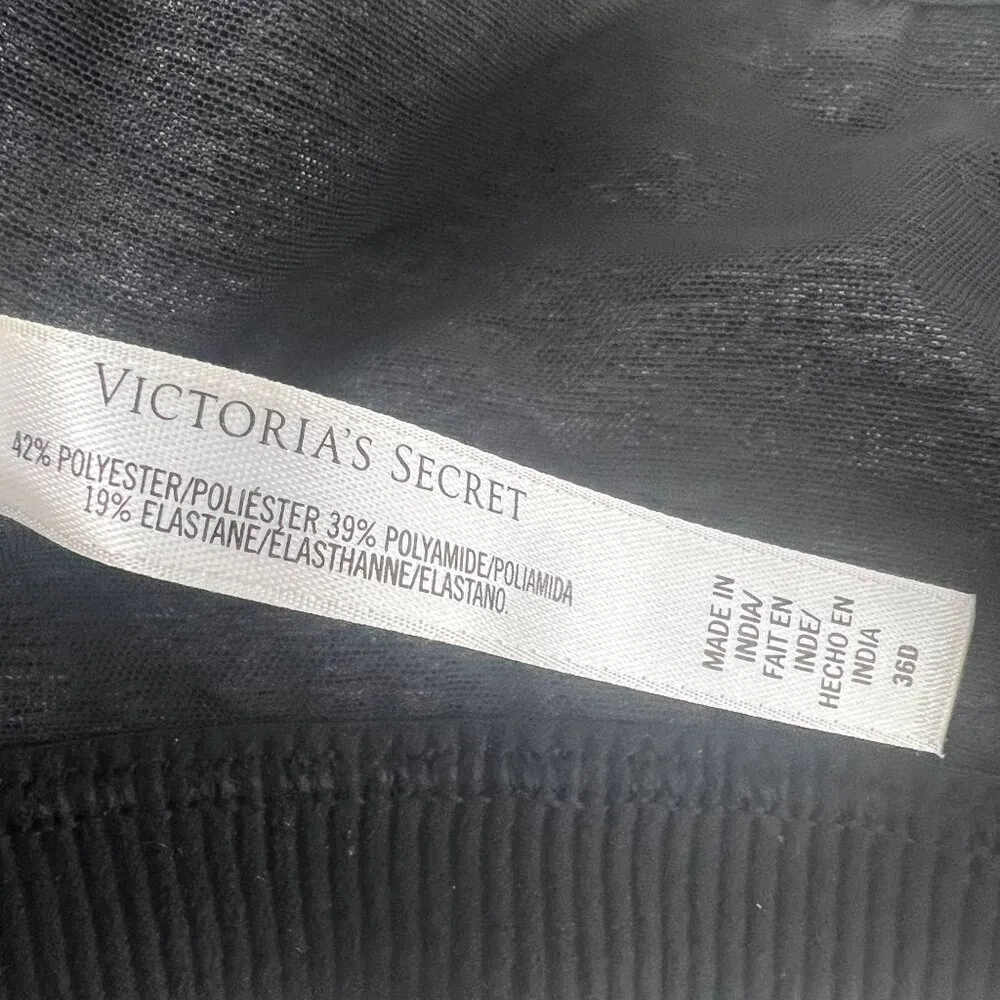 VICTORIA'S SECRET
42% POLYESTER/POLIÉSTER 39% POLYAMIDE/POLIAMIDA
19% ELASTANE/ÉLASTHANNE/ELASTANO.
MADE IN
INDIA/
FAIT EN
INDE/
HECHO EN
INDIA
36D